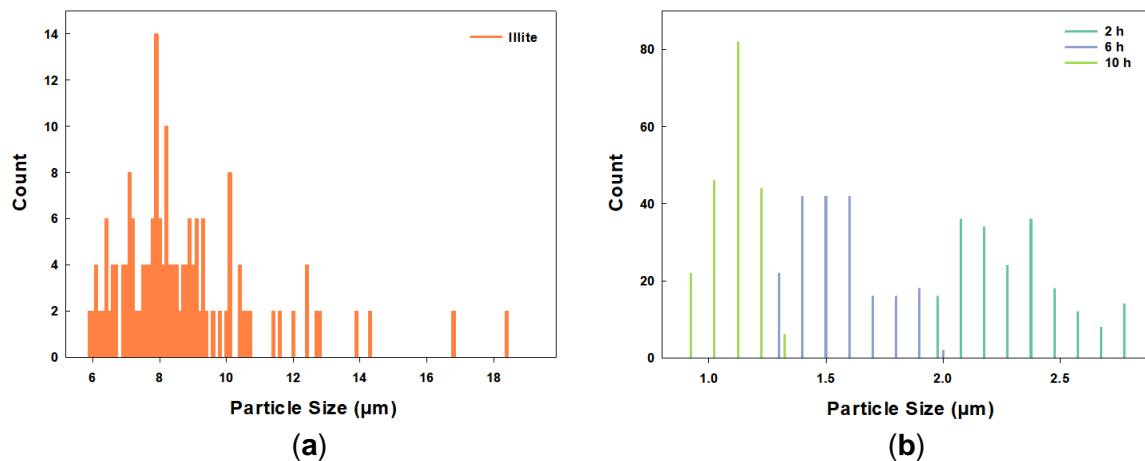 Illite
14
12
10
8
6
4
2
0
Count
6 8 10 12 14 16 18
Particle Size (µm)
(a)
2 h
6 h
10 h
80
60
40
20
0
Count
1.0 1.5 2.0 2.5
Particle Size (µm)
(b)